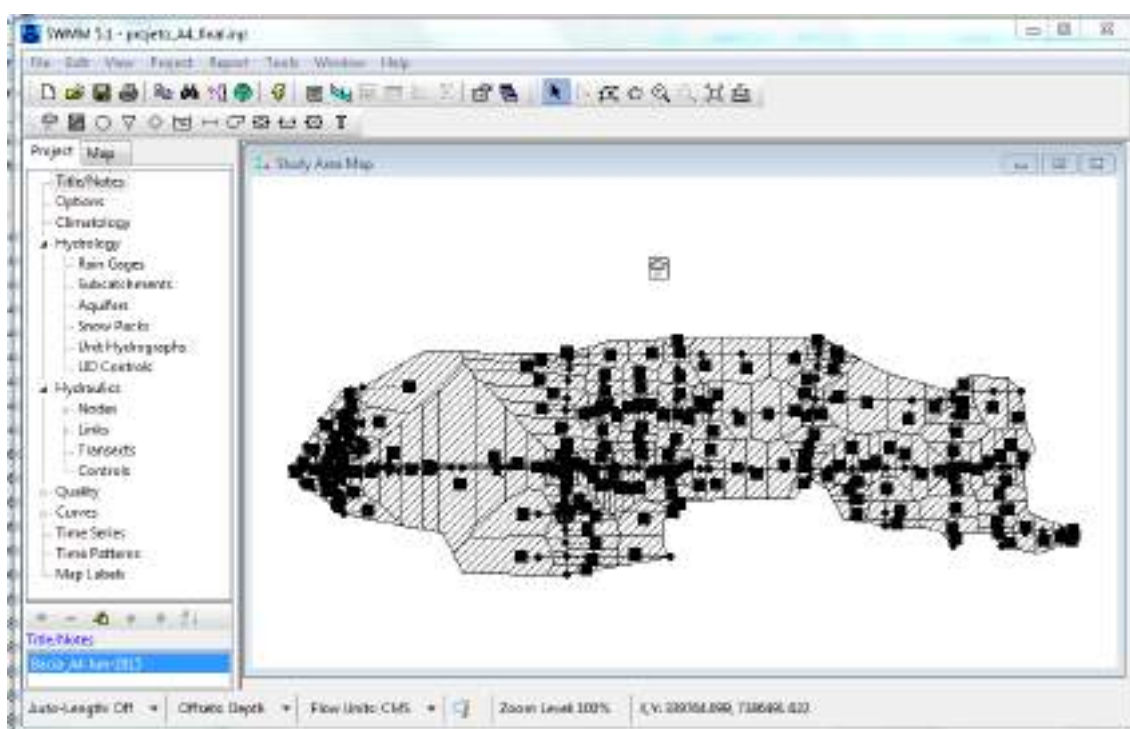 SWMM 5.1 - projeto_A4_final.inp
File Edit View Project Report Tools Window Help
Project Map
Study Area Map
Title/Notes
Options
Climatology
Hydrology
Rain Gages
Subcatchments
Aquifers
Snow Packs
Unit Hydrographs
LID Controls
Hydraulics
Nodes
Links
Transects
Controls
Quality
Curves
Time Series
Time Patterns
Map Labels
Title/Notes
Auto-Length: Off Offsets: Depth Flow Units: CMS Zoom Level: 100%